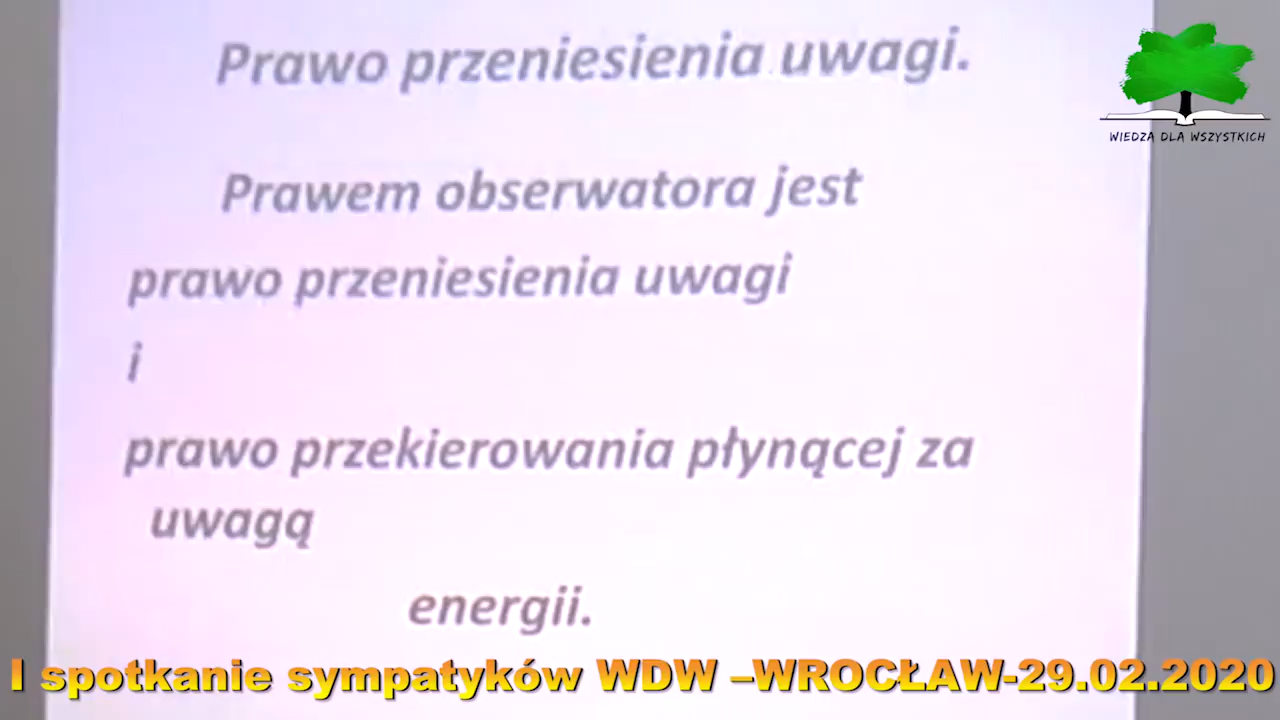 Prawo przeniesienia uwagi.
WIEDZA DLA WSZYSTKICH
Prawem obserwatora jest
prawo przeniesienia uwagi
i
prawo przekierowania płynącej za
uwagą
energii.
I spotkanie sympatyków WDW –WROCŁAW-29.02.2020